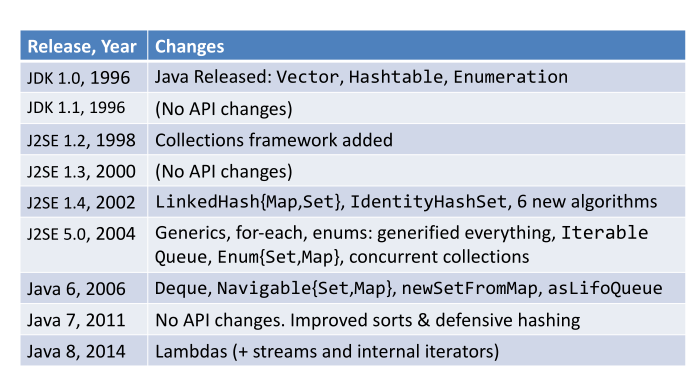 Release, Year Changes
JDK 1.0, 1996 Java Released: Vector, Hashtable, Enumeration
JDK 1.1, 1996 (No API changes)
J2SE 1.2, 1998 Collections framework added
J2SE 1.3, 2000 (No API changes)
J2SE 1.4, 2002 LinkedHash{Map,Set}, IdentityHashSet, 6 new algorithms
J2SE 5.0, 2004 Generics, for-each, enums: generified everything, Iterable
Queue, Enum{Set,Map}, concurrent collections
Java 6, 2006 Deque, Navigable{Set,Map}, newSetFromMap, asLifoQueue
Java 7, 2011 No API changes. Improved sorts & defensive hashing
Java 8, 2014 Lambdas (+ streams and internal iterators)